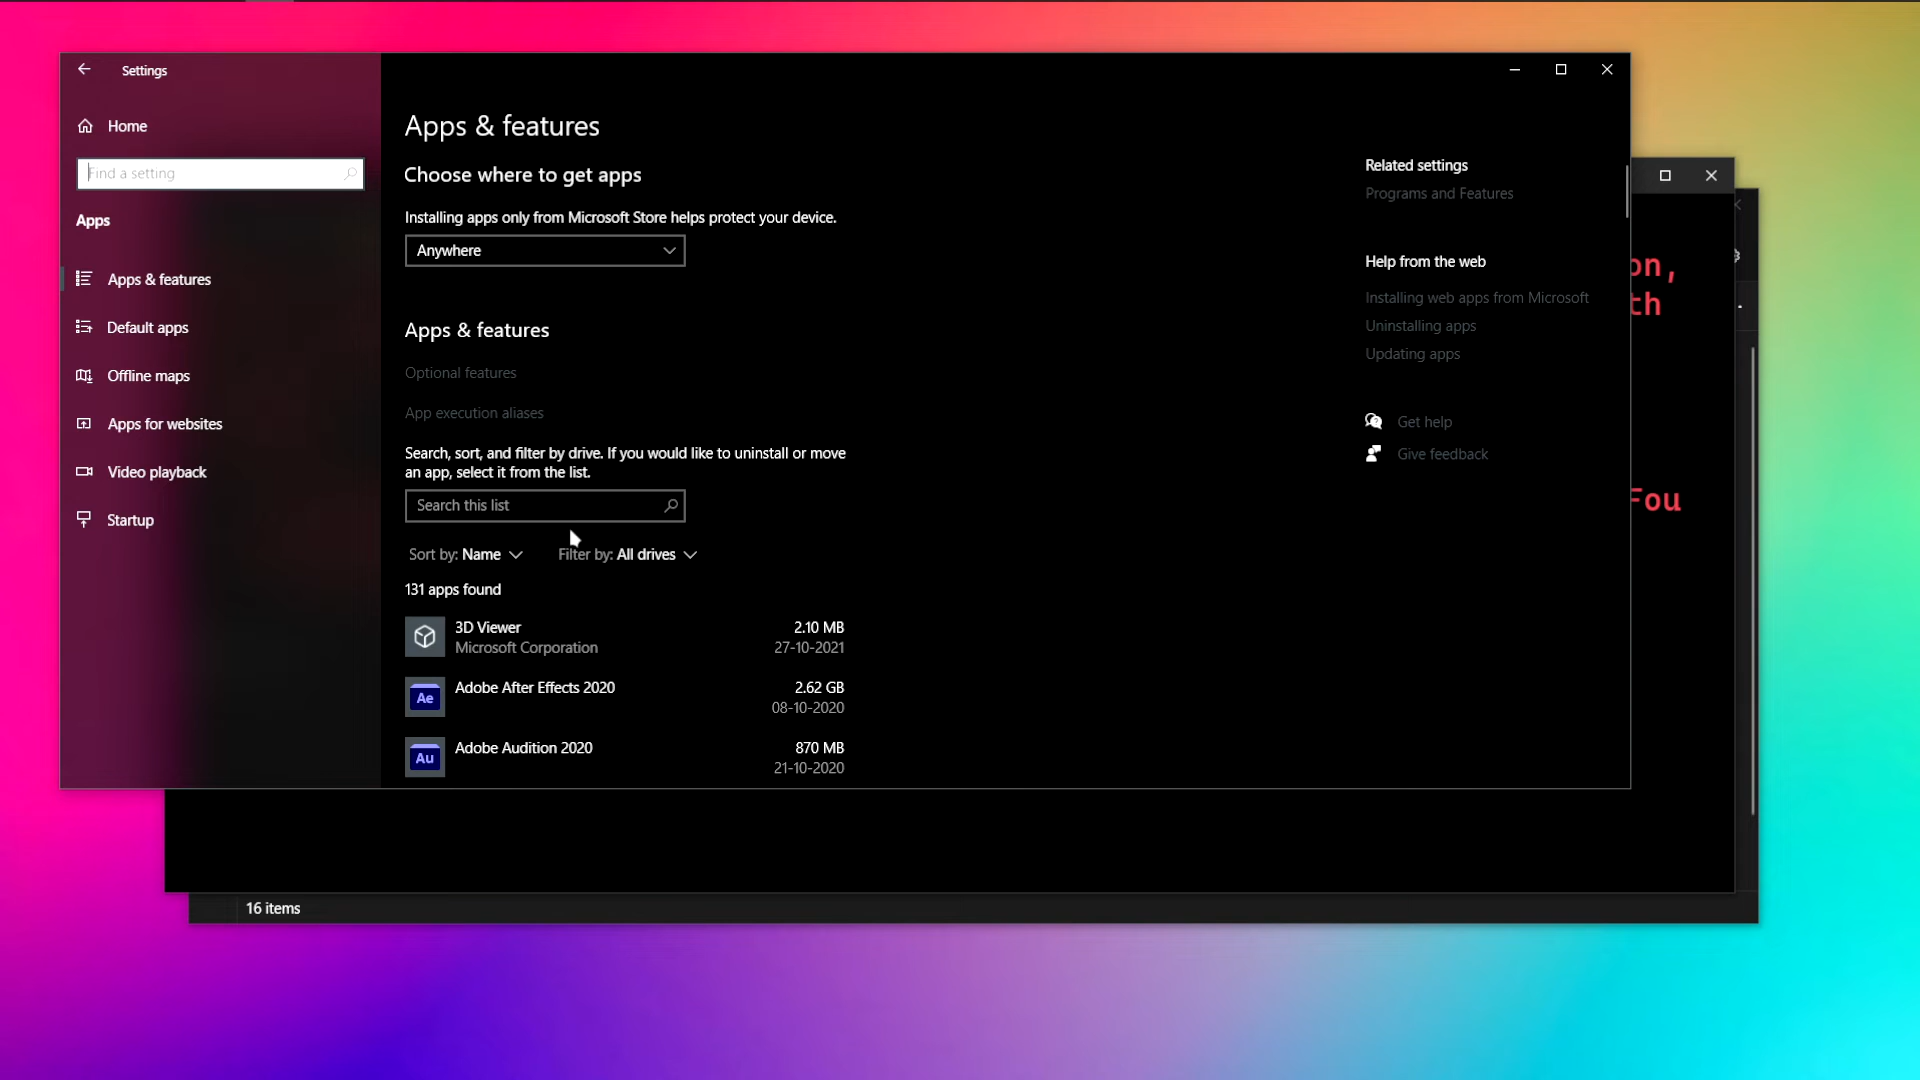 Settings
Home
Find a setting
Apps
Apps & features
Default apps
Offline maps
Apps for websites
Video playback
Startup
Apps & features
Choose where to get apps
Installing apps only from Microsoft Store helps protect your device.
Anywhere
Apps & features
Optional features
App execution aliases
Search, sort, and filter by drive. If you would like to uninstall or move
an app, select it from the list.
Search this list
Sort by: Name
Filter by: All drives
131 apps found
3D Viewer
2.10 MB
Microsoft Corporation
27-10-2021
Ae
Adobe After Effects 2020
2.62 GB
08-10-2020
Au
Adobe Audition 2020
870 MB
21-10-2020
Related settings
Programs and Features
Help from the web
Installing web apps from Microsoft
Uninstalling apps
Updating apps
Get help
Give feedback
on,
th
Fou
16 items